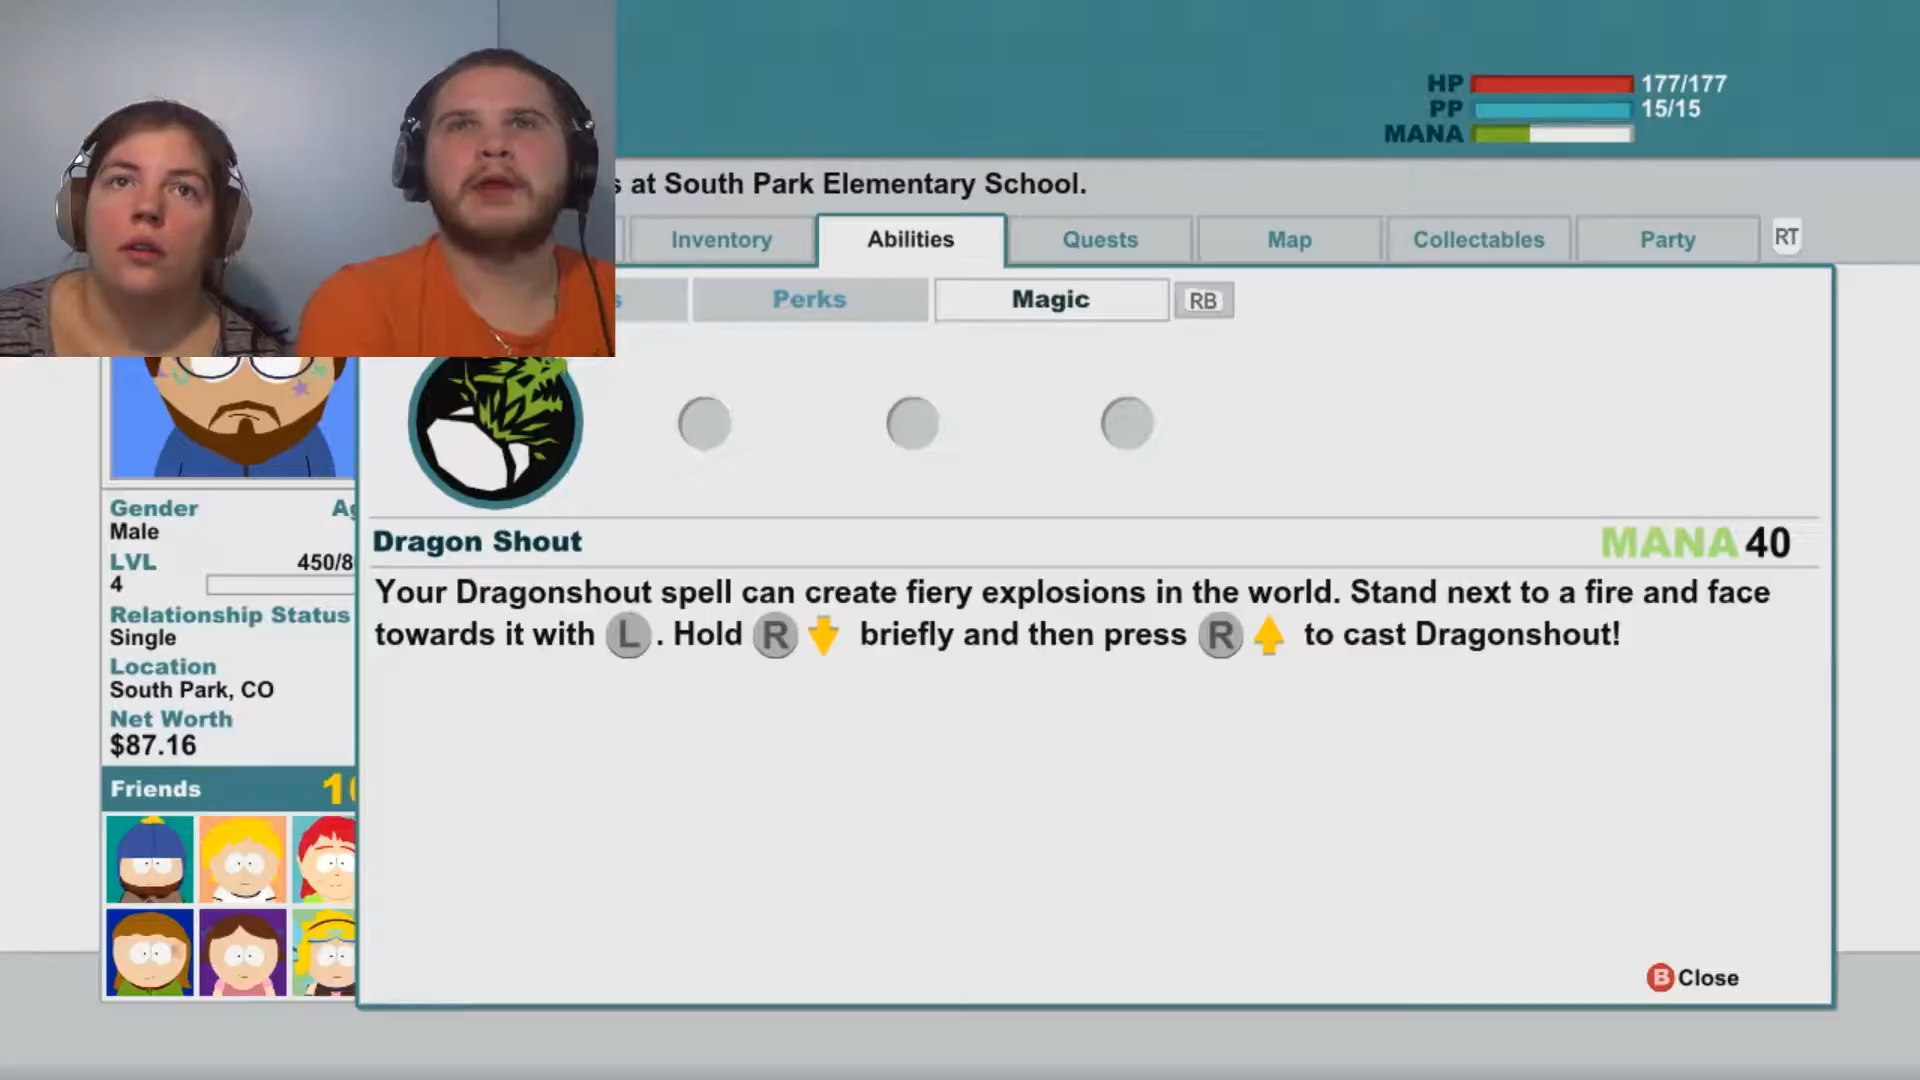 HP 177/177
PP 15/15
MANA
s at South Park Elementary School.
Inventory Abilities Quests Map Collectables Party RT
s Perks Magic RB
Gender Ag
Male
LVL 450/8
4
Relationship Status
Single
Location
South Park, CO
Net Worth
$87.16
Friends
Dragon Shout MANA 40
Your Dragonshout spell can create fiery explosions in the world. Stand next to a fire and face
towards it with L . Hold R briefly and then press R to cast Dragonshout!
B Close